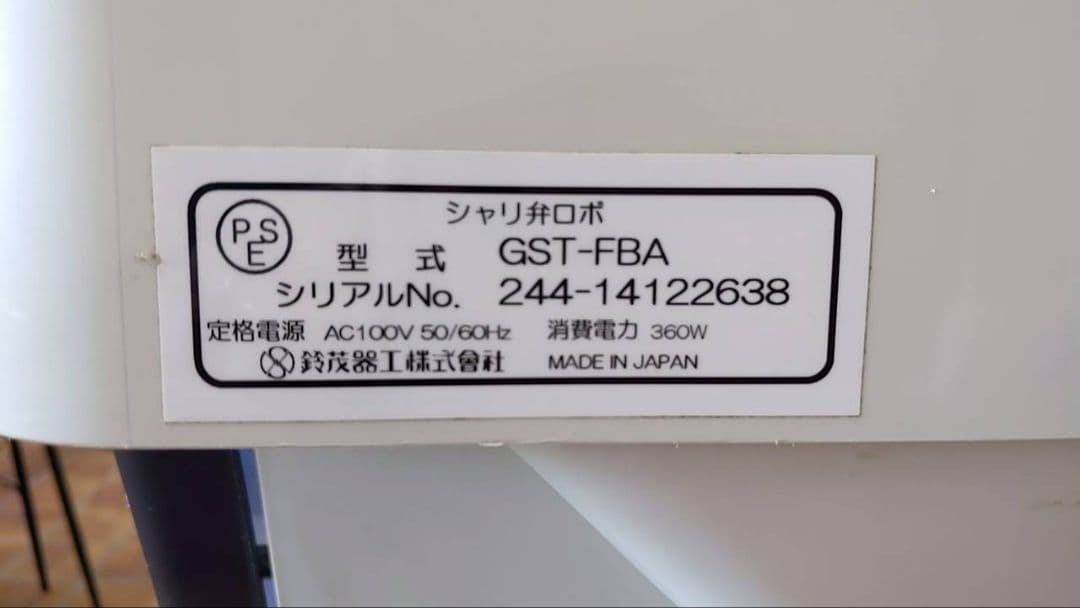 シャリ弁ロボ
PSE 型 式 GST-FBA
シリアルNo. 244-14122638
定格電源 AC100V 50/60Hz 消費電力 360W
鈴茂器工株式會社 MADE IN JAPAN